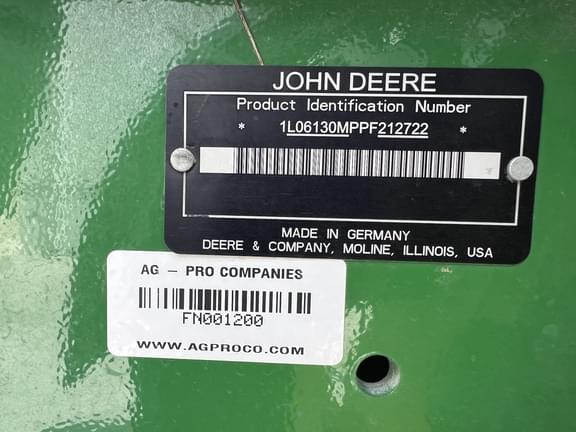 JOHN DEERE
Product Identification Number
* 1L06130MPPF212722 *
MADE IN GERMANY
DEERE & COMPANY, MOLINE, ILLINOIS, USA
AG – PRO COMPANIES
FN001200
WWW.AGPROCO.COM